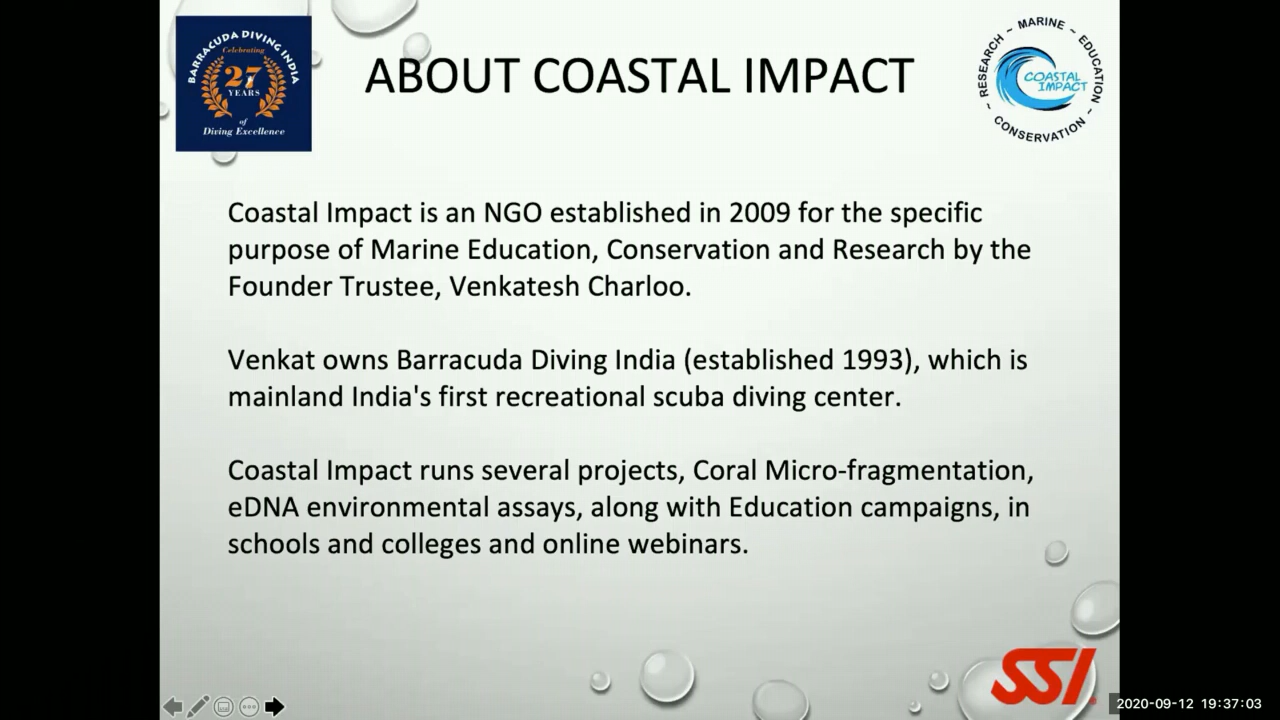 BARRACUDA DIVING INDIA
Celebrating
27
YEARS
of
Diving Excellence
ABOUT COASTAL IMPACT
RESEARCH ~ MARINE ~ EDUCATION ~ CONSERVATION ~
COASTAL
IMPACT
Coastal Impact is an NGO established in 2009 for the specific
purpose of Marine Education, Conservation and Research by the
Founder Trustee, Venkatesh Charloo.
Venkat owns Barracuda Diving India (established 1993), which is
mainland India's first recreational scuba diving center.
Coastal Impact runs several projects, Coral Micro-fragmentation,
eDNA environmental assays, along with Education campaigns, in
schools and colleges and online webinars.
SSI
2020-09-12 19:37:03